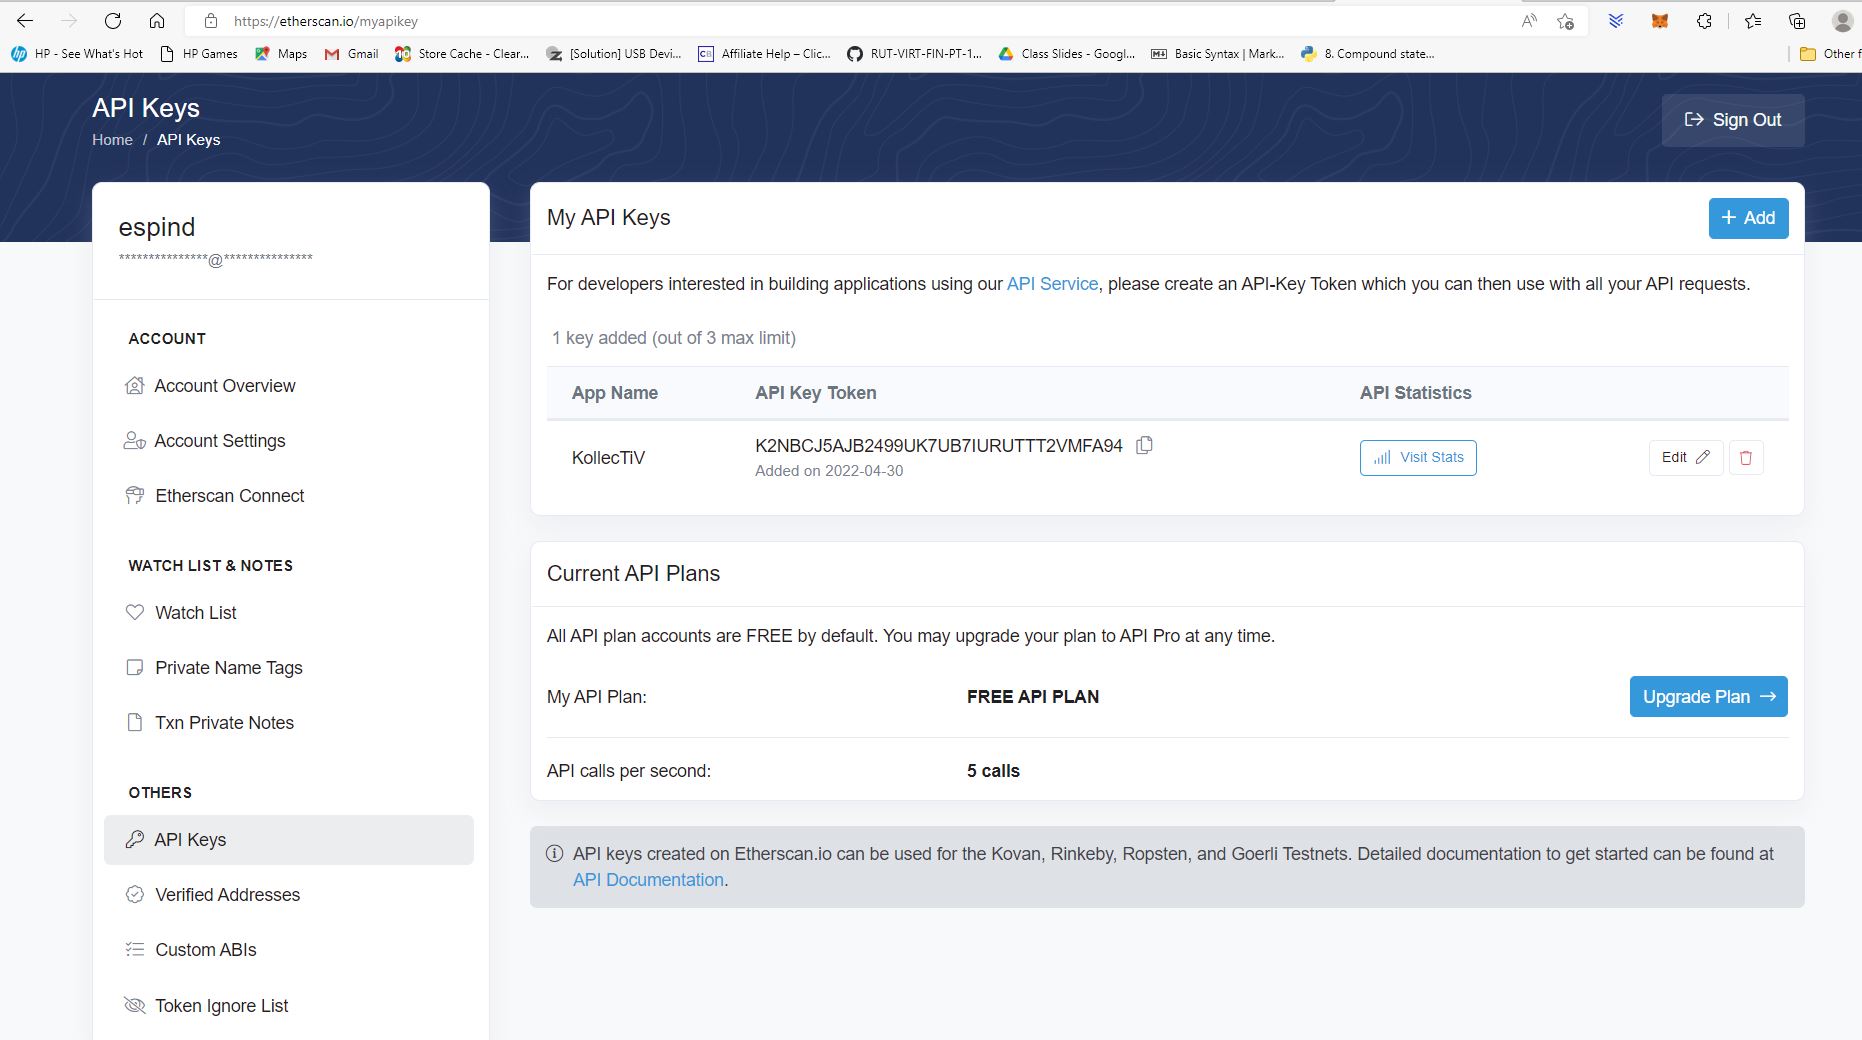 https://etherscan.io/myapikey
HP - See What's Hot
HP Games
Maps
Gmail
Store Cache - Clear...
[Solution] USB Devi...
Affiliate Help – Clic...
RUT-VIRT-FIN-PT-1...
Class Slides - Googl...
Basic Syntax | Mark...
8. Compound state...
Other f
API Keys
Home / API Keys
Sign Out
espind
***************@***************
ACCOUNT
Account Overview
Account Settings
Etherscan Connect
WATCH LIST & NOTES
Watch List
Private Name Tags
Txn Private Notes
OTHERS
API Keys
Verified Addresses
Custom ABIs
Token Ignore List
My API Keys
+ Add
For developers interested in building applications using our API Service, please create an API-Key Token which you can then use with all your API requests.
1 key added (out of 3 max limit)
App Name API Key Token API Statistics
KollecTiV
K2NBCJ5AJB2499UK7UB7IURUTTT2VMFA94
Added on 2022-04-30
Visit Stats
Edit
Current API Plans
All API plan accounts are FREE by default. You may upgrade your plan to API Pro at any time.
My API Plan: FREE API PLAN
Upgrade Plan →
API calls per second: 5 calls
API keys created on Etherscan.io can be used for the Kovan, Rinkeby, Ropsten, and Goerli Testnets. Detailed documentation to get started can be found at
API Documentation.